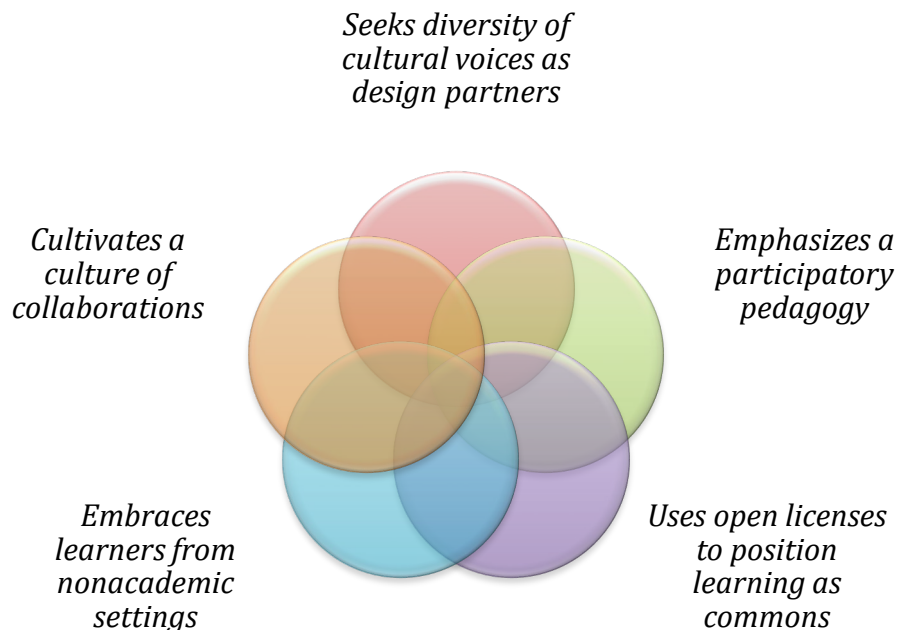 Seeks diversity of
cultural voices as
design partners
Cultivates a
culture of
collaborations
Emphasizes a
participatory
pedagogy
Embraces
learners from
nonacademic
settings
Uses open licenses
to position
learning as
commons